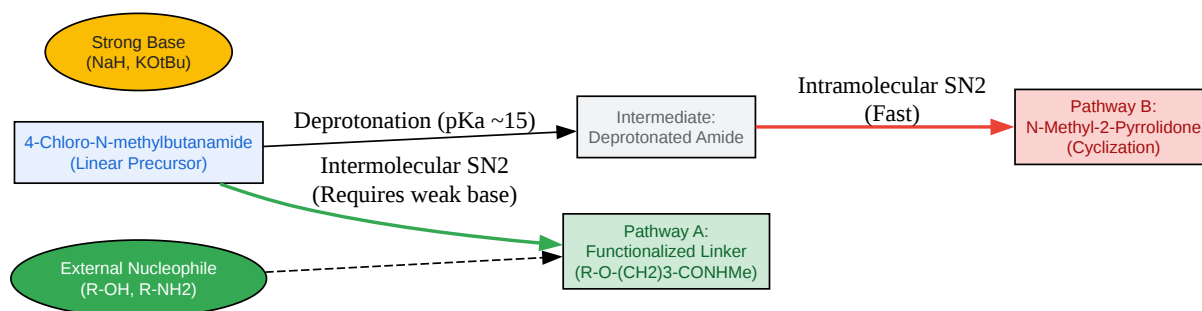 Strong Base
(NaH, KOtBu)
4-Chloro-N-methylbutanamide
(Linear Precursor)
External Nucleophile
(R-OH, R-NH2)
Deprotonation (pKa ~15)
Intermolecular SN2
(Requires weak base)
Intermediate:
Deprotonated Amide
Pathway A:
Functionalized Linker
(R-O-(CH2)3-CONHMe)
Intramolecular SN2
(Fast)
Pathway B:
N-Methyl-2-Pyrrolidone
(Cyclization)